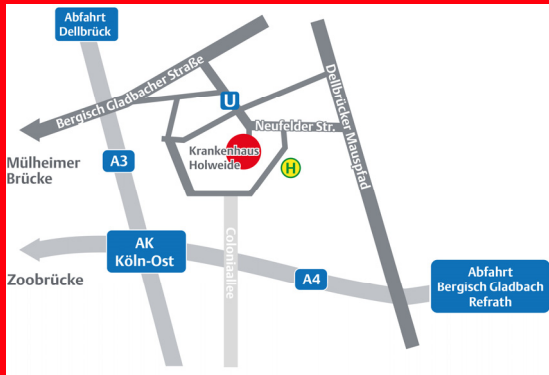 Abfahrt
Dellbrück
Bergisch Gladbacher Straße
Dellbrücker Mauspfad
U
Neufelder Str.
Krankenhaus
Holweide
H
Mülheimer
Brücke
A3
AK
Köln-Ost
Coloniaallee
Zoobrücke
A4
Abfahrt
Bergisch Gladbach
Refrath